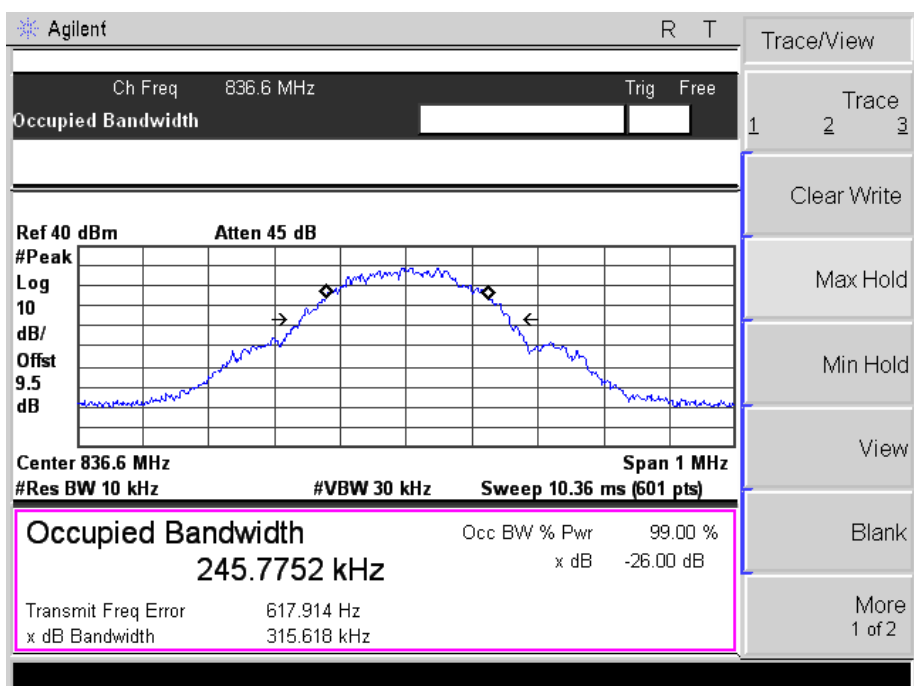 Agilent R T
Trace/View
Ch Freq 836.6 MHz Trig Free
Occupied Bandwidth
Trace
1 2 3
Clear Write
Ref 40 dBm Atten 45 dB
#Peak
Log
10
dB/
Offst
9.5
dB
Max Hold
Min Hold
Center 836.6 MHz Span 1 MHz
#Res BW 10 kHz #VBW 30 kHz Sweep 10.36 ms (601 pts)
View
Occupied Bandwidth
245.7752 kHz
Occ BW % Pwr 99.00 %
x dB -26.00 dB
Transmit Freq Error 617.914 Hz
x dB Bandwidth 315.618 kHz
Blank
More
1 of 2